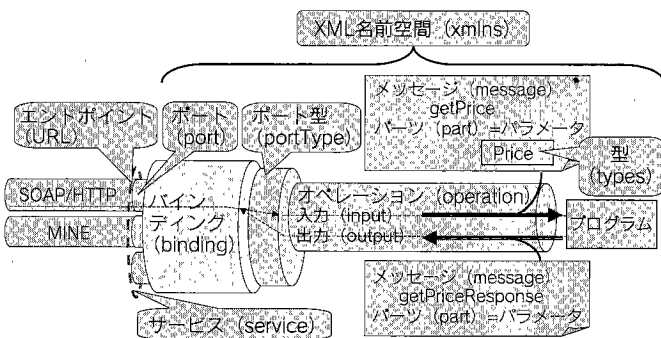 XML名前空間（xmlns）
メッセージ（message）
getPrice
パーツ（part）=パラメータ
Price
型
（types）
エンドポイント
（URL）
ポート
（port）
ポート型
（portType）
SOAP/HTTP
MINE
バイン
ディング
（binding）
オペレーション（operation）
入力（input）
出力（output）
プログラム
メッセージ（message）
getPriceResponse
パーツ（part）=パラメータ
サービス（service）